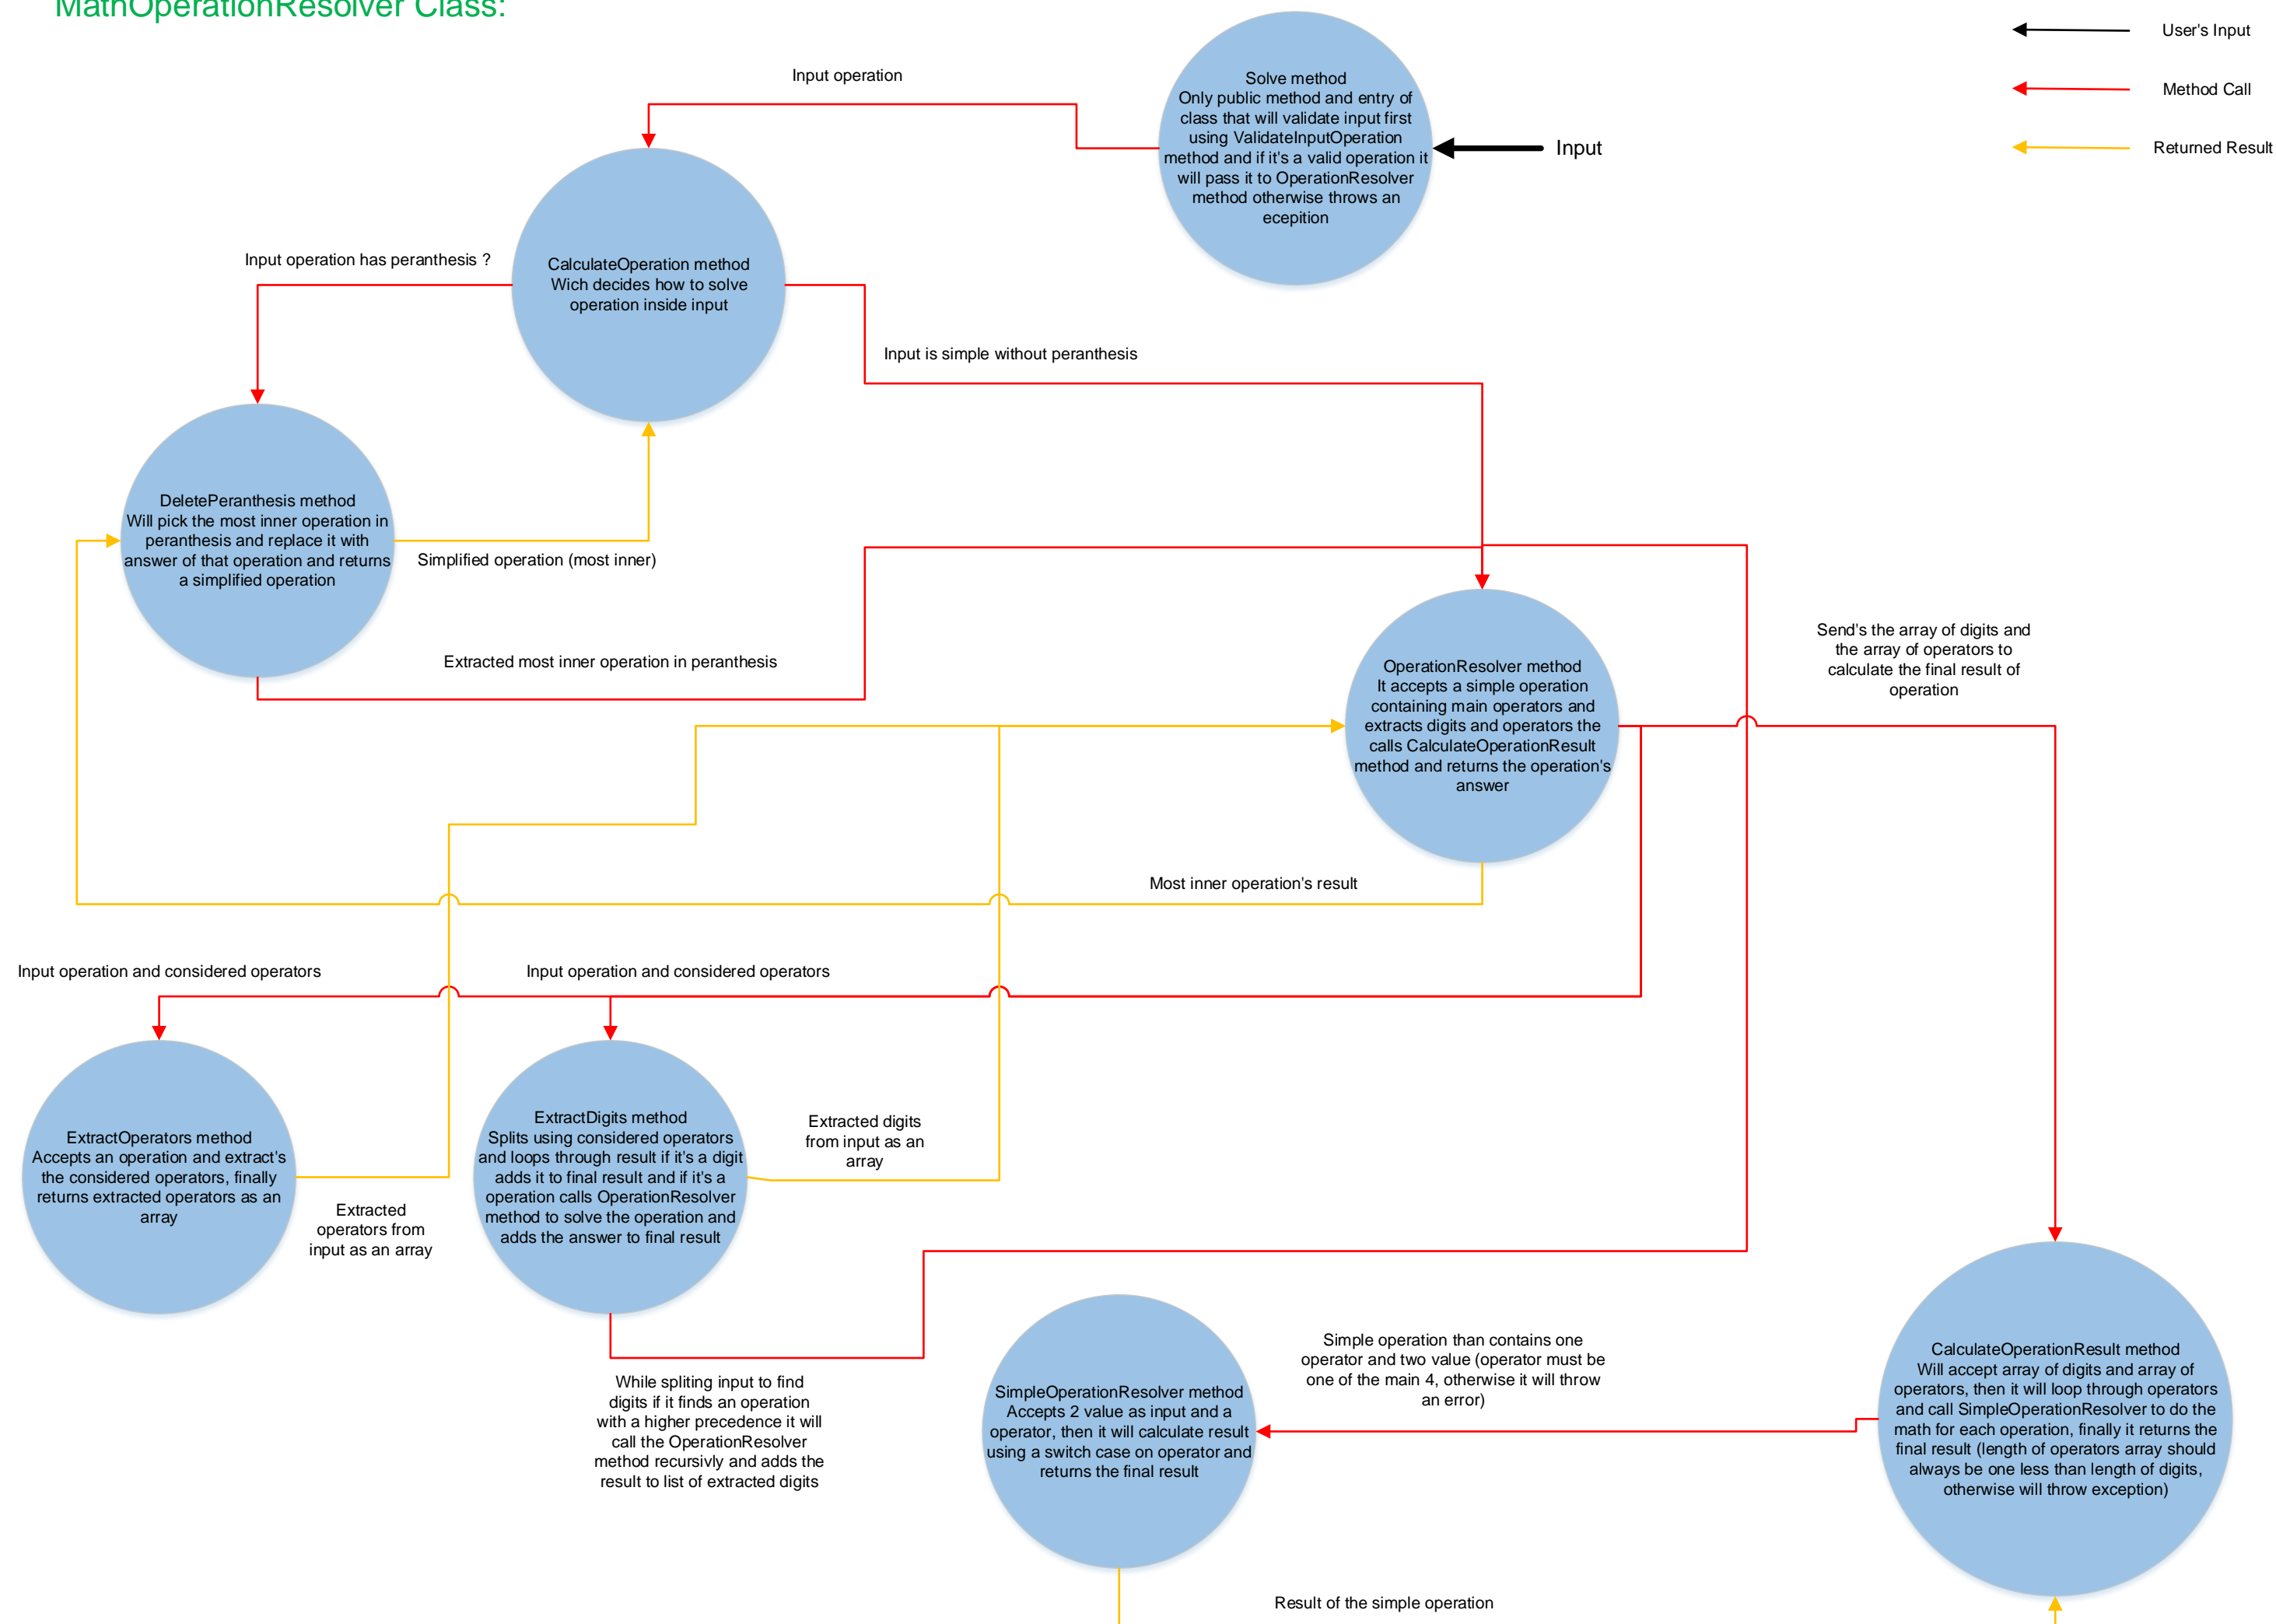 MathOperationResolver Class:
User's Input
Method Call
Returned Result
Input operation
Solve method
Only public method and entry of
class that will validate input first
using ValidateInputOperation
method and if it's a valid operation it
will pass it to OperationResolver
method otherwise throws an
ecepition
Input
Input operation has peranthesis ?
CalculateOperation method
Wich decides how to solve
operation inside input
Input is simple without peranthesis
DeletePeranthesis method
Will pick the most inner operation in
peranthesis and replace it with
answer of that operation and returns
a simplified operation
Simplified operation (most inner)
Extracted most inner operation in peranthesis
OperationResolver method
It accepts a simple operation
containing main operators and
extracts digits and operators the
calls CalculateOperationResult
method and returns the operation's
answer
Send's the array of digits and
the array of operators to
calculate the final result of
operation
Most inner operation's result
Input operation and considered operators
Input operation and considered operators
ExtractOperators method
Accepts an operation and extract's
the considered operators, finally
returns extracted operators as an
array
Extracted
operators from
input as an array
ExtractDigits method
Splits using considered operators
and loops through result if it's a digit
adds it to final result and if it's a
operation calls OperationResolver
method to solve the operation and
adds the answer to final result
Extracted digits
from input as an
array
While spliting input to find
digits if it finds an operation
with a higher precedence it will
call the OperationResolver
method recursivly and adds the
result to list of extracted digits
SimpleOperationResolver method
Accepts 2 value as input and a
operator, then it will calculate result
using a switch case on operator and
returns the final result
Simple operation than contains one
operator and two value (operator must be
one of the main 4, otherwise it will throw
an error)
CalculateOperationResult method
Will accept array of digits and array of
operators, then it will loop through operators
and call SimpleOperationResolver to do the
math for each operation, finally it returns the
final result (length of operators array should
always be one less than length of digits,
otherwise will throw exception)
Result of the simple operation